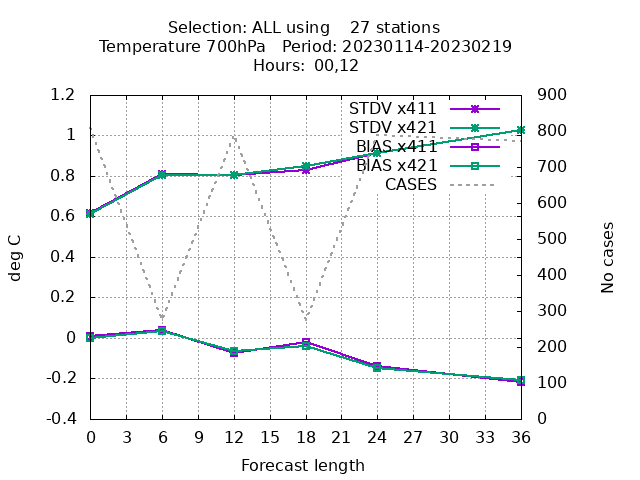 Selection: ALL using    27 stations
Temperature 700hPa   Period: 20230114-20230219
Hours:  00,12
1.2
1
0.8
0.6
0.4
0.2
0
-0.2
-0.4
deg C
STDV x411
STDV x421
BIAS x411
BIAS x421
CASES
900
800
700
600
500
400
300
200
100
0
No cases
0 3 6 9 12 15 18 21 24 27 30 33 36
Forecast length